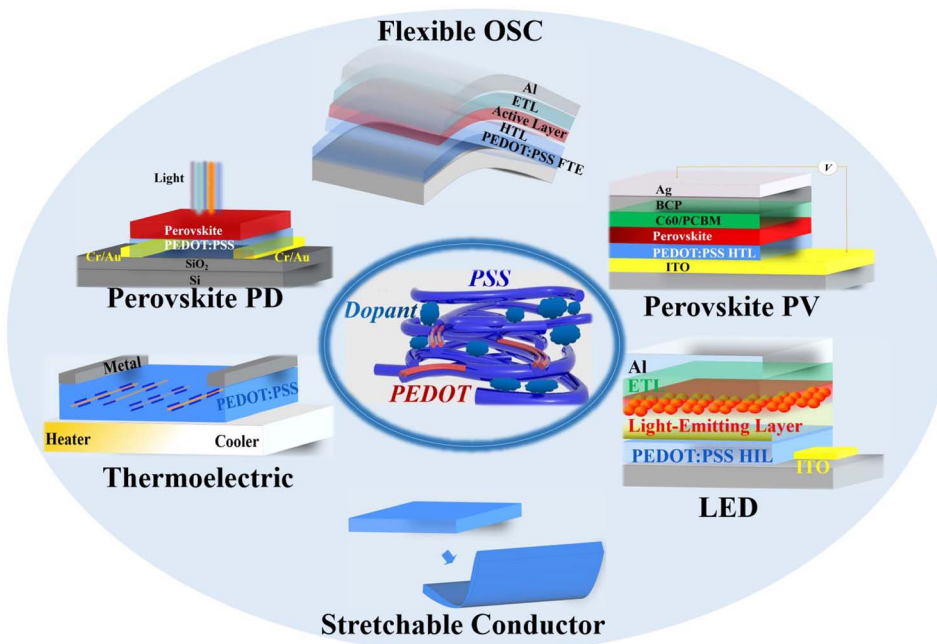 Flexible OSC
Al
ETL
Active Layer
HTL
PEDOT:PSS FTE
Light
Perovskite
PEDOT:PSS
Cr/Au
Cr/Au
SiO₂
Si
Perovskite PD
V
Ag
BCP
C60/PCBM
Perovskite
PEDOT:PSS HTL
ITO
Perovskite PV
PSS
Dopant
PEDOT
Metal
PEDOT:PSS
Heater
Cooler
Thermoelectric
Al
ETL
Light-Emitting Layer
PEDOT:PSS HIL
ITO
LED
Stretchable Conductor